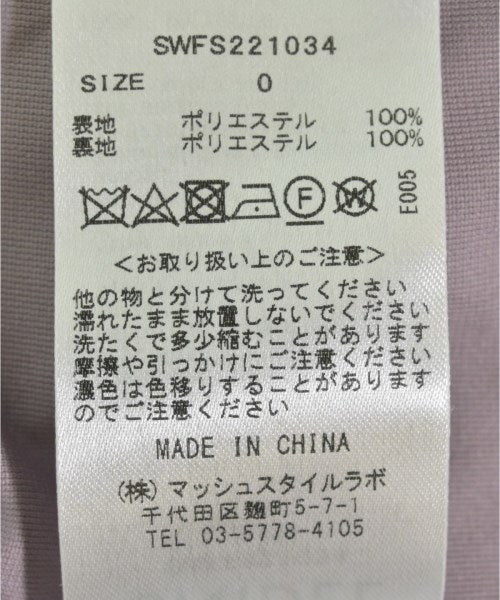 SWFS221034
SIZE 0
表地 ポリエステル 100%
裏地 ポリエステル 100%
F W E005
＜お取り扱い上のご注意＞
他の物と分けて洗ってください
濡れたまま放置しないでください
洗たくで多少縮むことがあります
摩擦や引っかけにご注意ください
濃色は色移りすることがあります
のでご注意ください
MADE IN CHINA
(株) マッシュスタイルラボ
千代田区麹町5-7-1
TEL 03-5778-4105